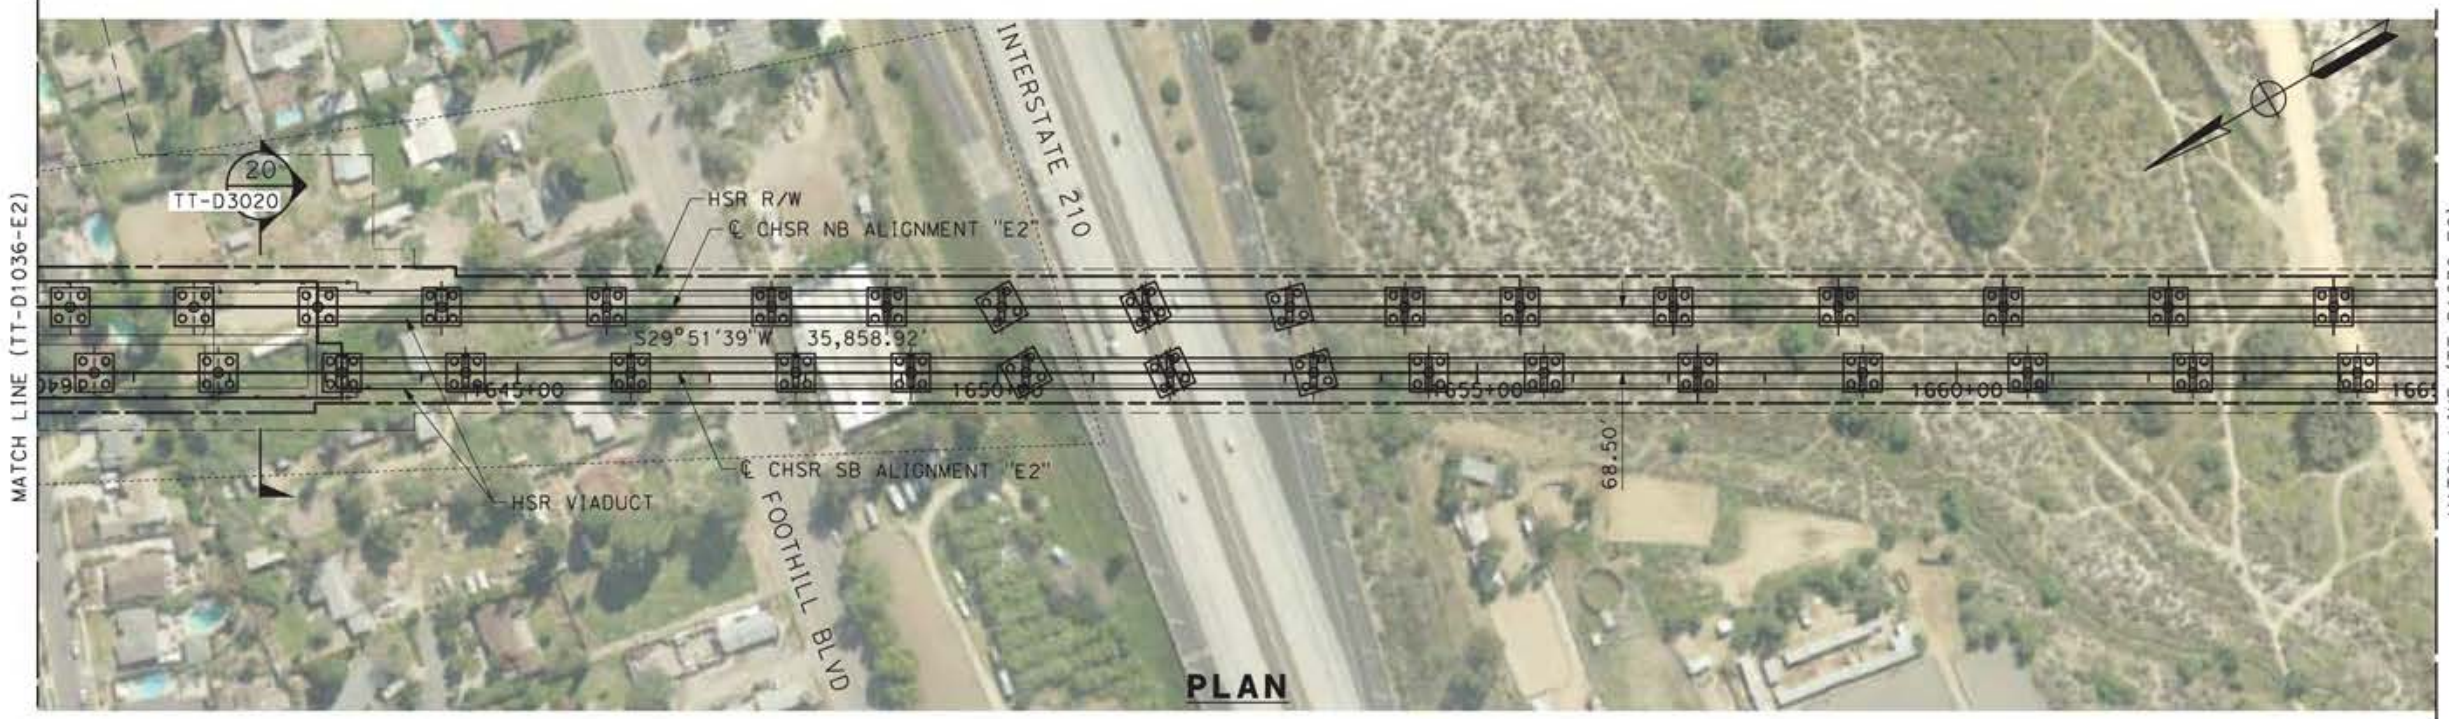 MATCH LINE (TT-D1036-E2)
20
TT-D3020
INTERSTATE 210
HSR R/W
℄ CHSR NB ALIGNMENT "E2"
S29°51'39"W 35,858.92'
1645+00
1650+00
1655+00
1660+00
1665
68.50'
℄ CHSR SB ALIGNMENT "E2"
HSR VIADUCT
FOOTHILL BLVD
PLAN